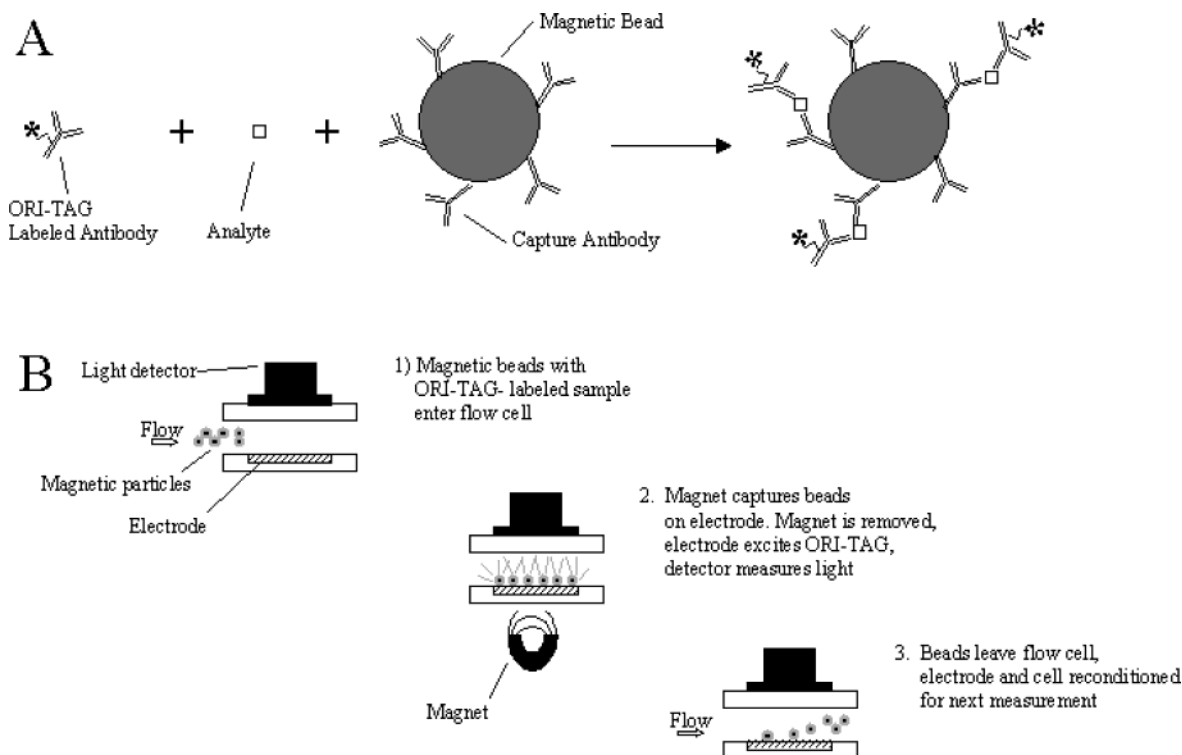 A
Magnetic Bead
+
+
ORI-TAG
Labeled Antibody
Analyte
Capture Antibody
B
Light detector
Flow
Magnetic particles
Electrode
1) Magnetic beads with
ORI-TAG- labeled sample
enter flow cell
2. Magnet captures beads
on electrode. Magnet is removed,
electrode excites ORI-TAG,
detector measures light
Magnet
3. Beads leave flow cell,
electrode and cell reconditioned
for next measurement
Flow